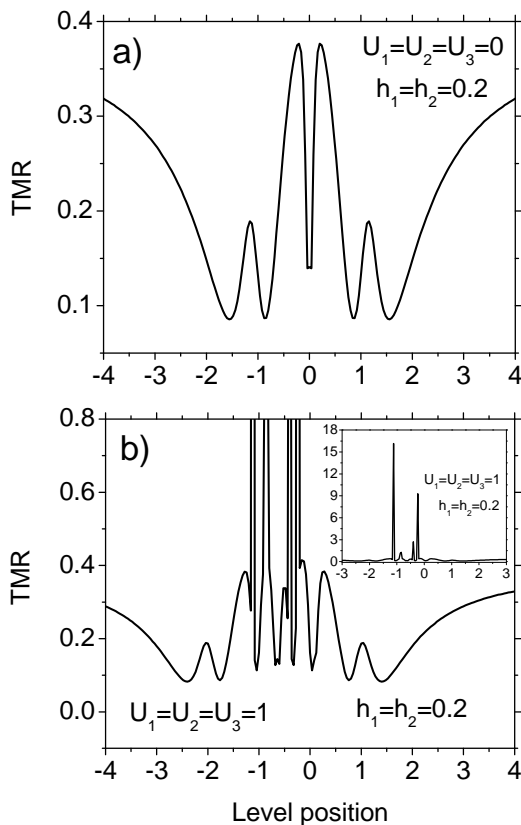 a)
U1=U2=U3=0
h1=h2=0.2
TMR
0.4
0.3
0.2
0.1
-4 -3 -2 -1 0 1 2 3 4
b)
TMR
0.8
0.6
0.4
0.2
0.0
18
15
12
9
6
3
0
U1=U2=U3=1
h1=h2=0.2
-3 -2 -1 0 1 2 3
U1=U2=U3=1
h1=h2=0.2
-4 -3 -2 -1 0 1 2 3 4
Level position